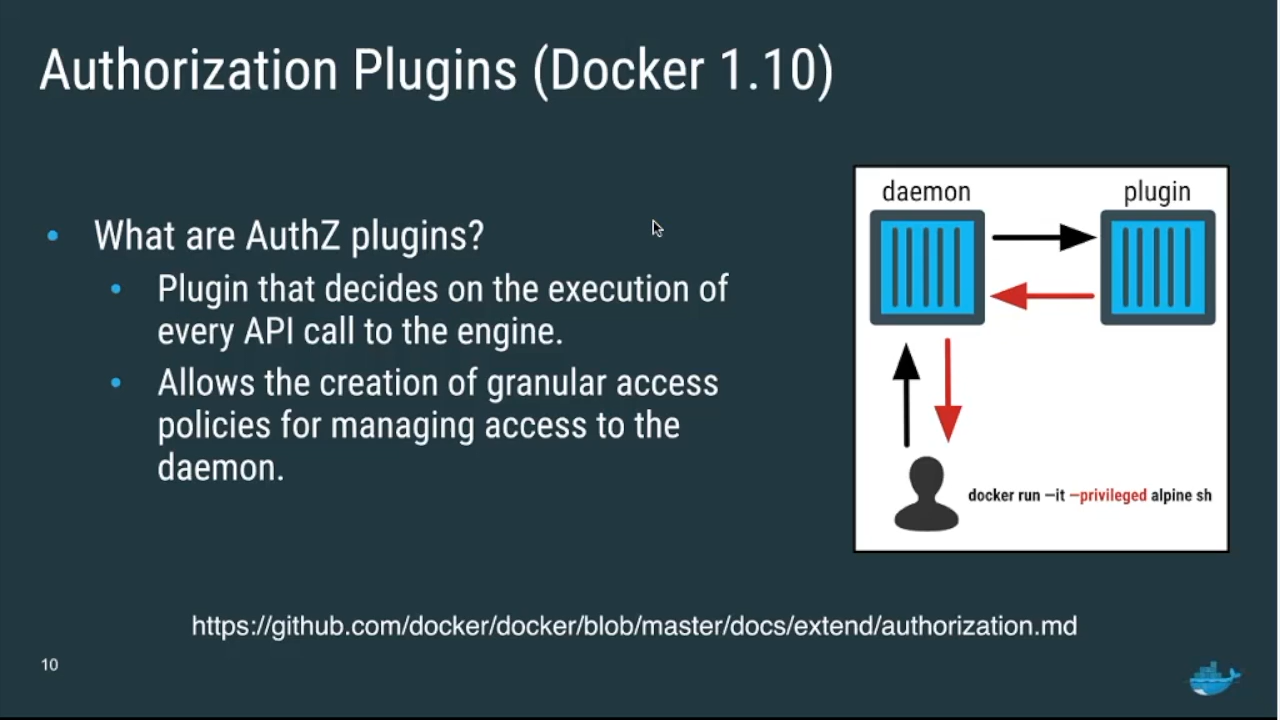 Authorization Plugins (Docker 1.10)
• What are AuthZ plugins?
• Plugin that decides on the execution of
every API call to the engine.
• Allows the creation of granular access
policies for managing access to the
daemon.
daemon
plugin
docker run —it —privileged alpine sh
https://github.com/docker/docker/blob/master/docs/extend/authorization.md
10